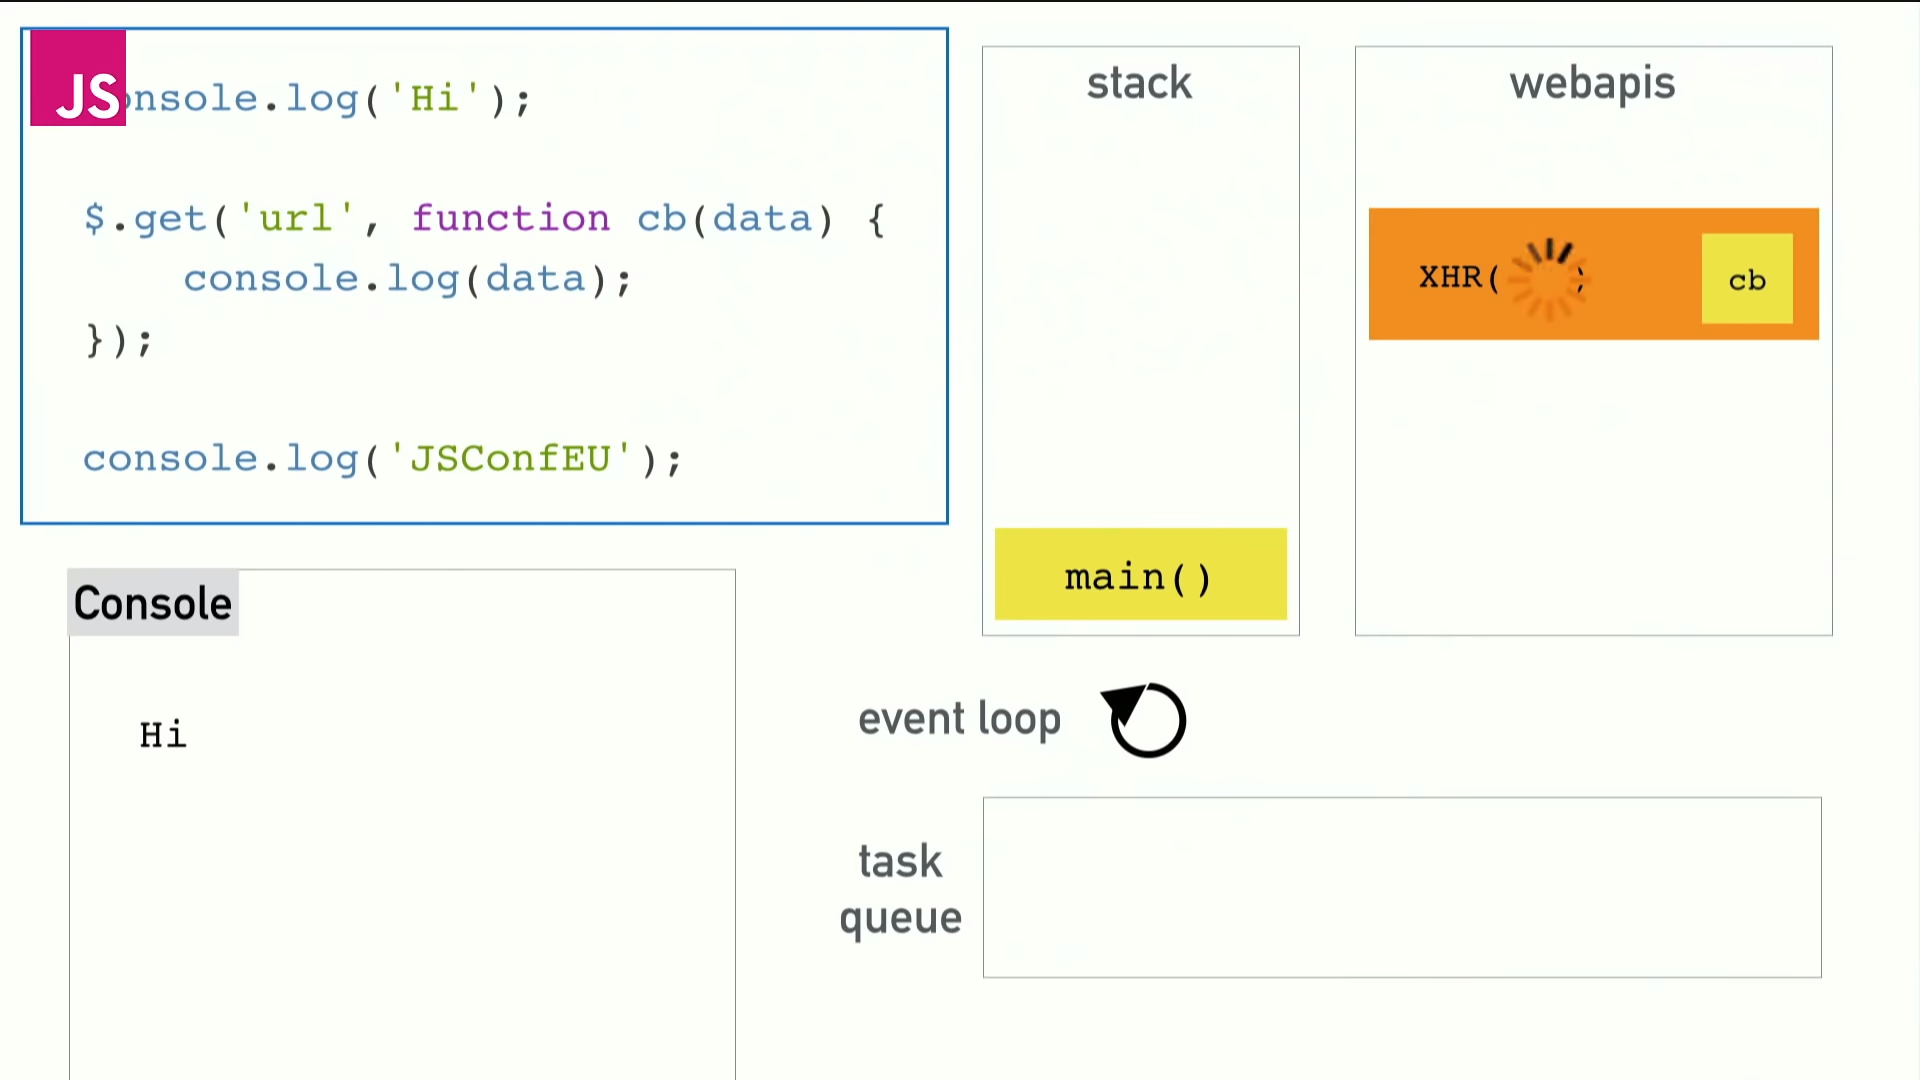 JS
onsole.log('Hi');
$.get('url', function cb(data) {
console.log(data);
});
console.log('JSConfEU');
Console
Hi
stack
main()
webapis
XHR( ;
cb
event loop
task
queue